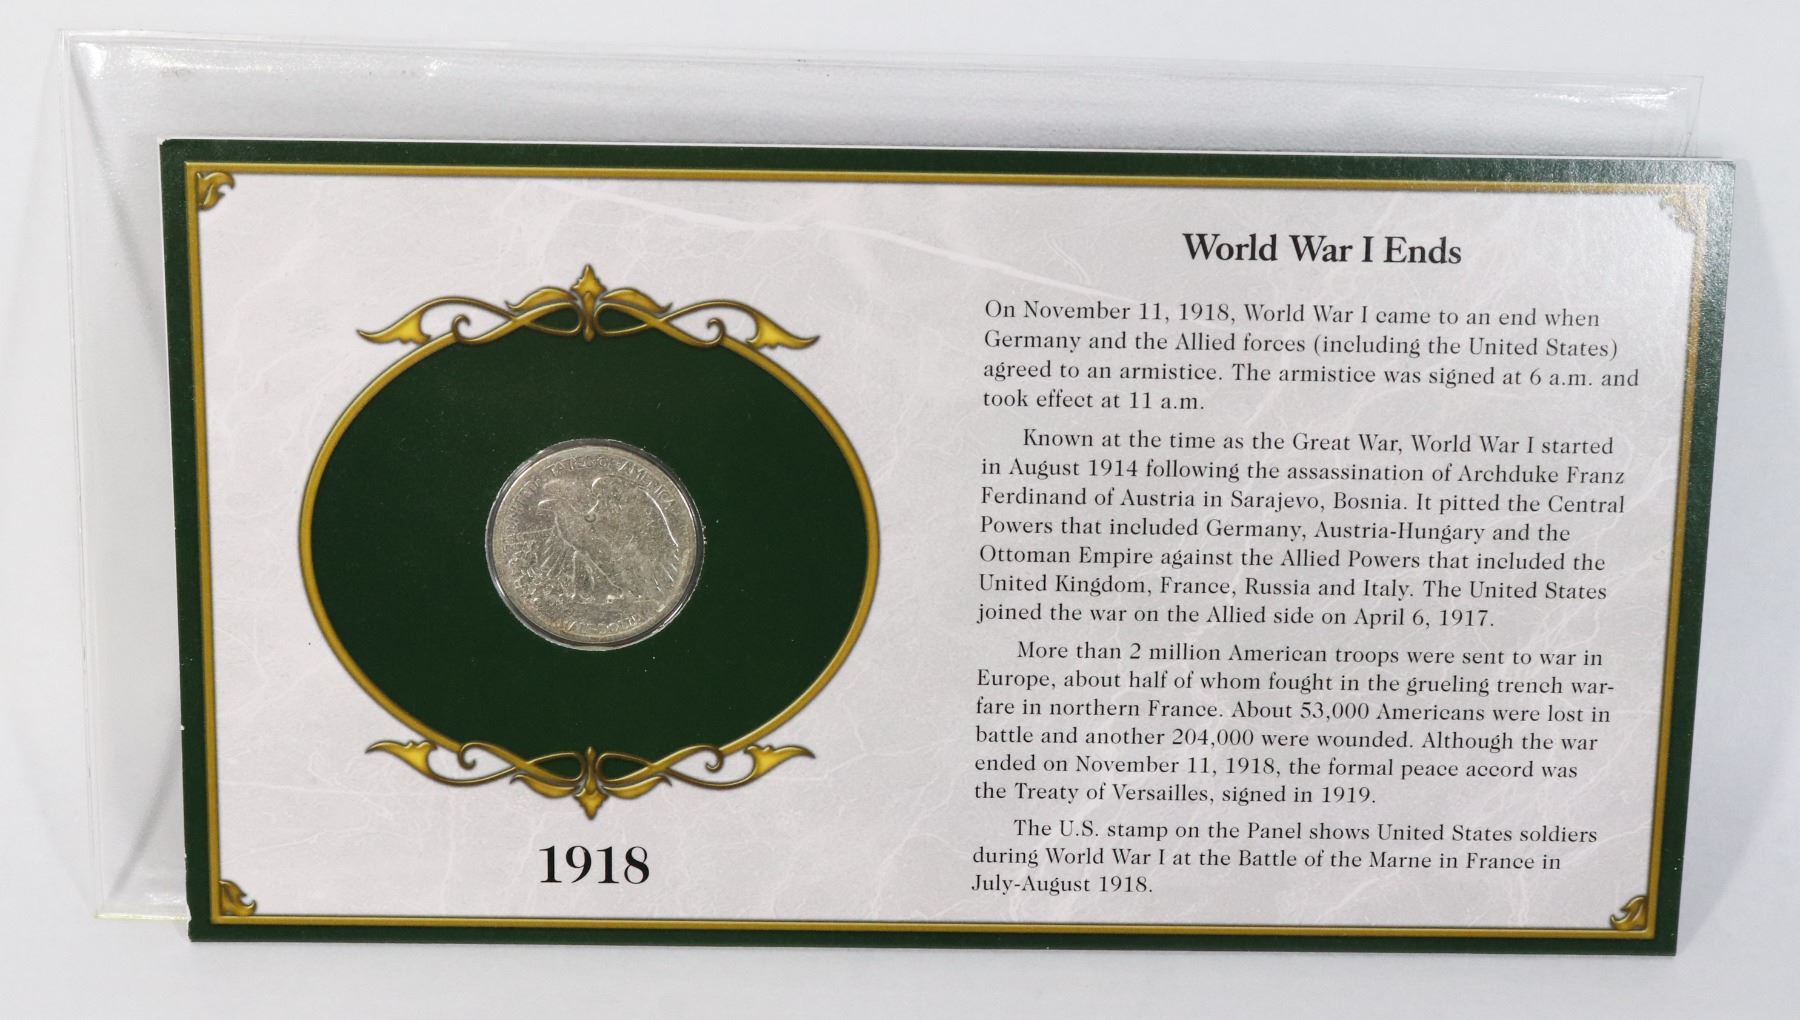 STATES OF AMERICA
HALF DOLLAR
1918
World War I Ends
On November 11, 1918, World War I came to an end when
Germany and the Allied forces (including the United States)
agreed to an armistice. The armistice was signed at 6 a.m. and
took effect at 11 a.m.
Known at the time as the Great War, World War I started
in August 1914 following the assassination of Archduke Franz
Ferdinand of Austria in Sarajevo, Bosnia. It pitted the Central
Powers that included Germany, Austria-Hungary and the
Ottoman Empire against the Allied Powers that included the
United Kingdom, France, Russia and Italy. The United States
joined the war on the Allied side on April 6, 1917.
More than 2 million American troops were sent to war in
Europe, about half of whom fought in the grueling trench war-
fare in northern France. About 53,000 Americans were lost in
battle and another 204,000 were wounded. Although the war
ended on November 11, 1918, the formal peace accord was
the Treaty of Versailles, signed in 1919.
The U.S. stamp on the Panel shows United States soldiers
during World War I at the Battle of the Marne in France in
July-August 1918.